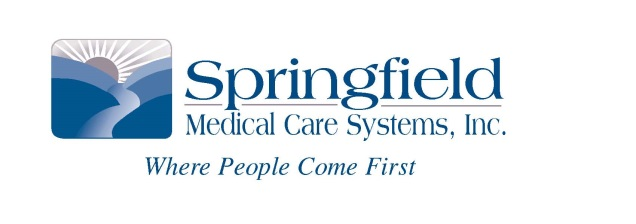 Springfield
Medical Care Systems, Inc.
Where People Come First